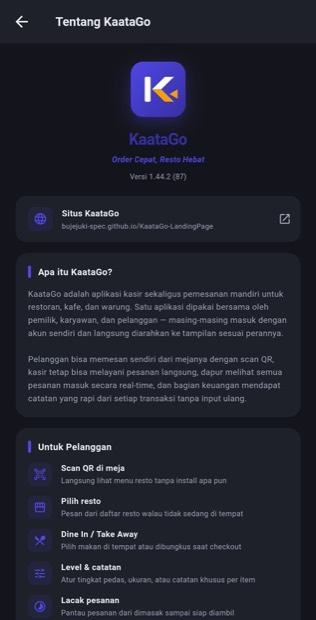 Tentang KaataGo
KaataGo
Order Cepat, Resto Hebat
Versi 1.44.2 (87)
Situs KaataGo
bujejuki-spec.github.io/KaataGo-LandingPage
Apa itu KaataGo?
KaataGo adalah aplikasi kasir sekaligus pemesanan mandiri untuk
restoran, kafe, dan warung. Satu aplikasi dipakai bersama oleh
pemilik, karyawan, dan pelanggan — masing-masing masuk dengan
akun sendiri dan langsung diarahkan ke tampilan sesuai perannya.
Pelanggan bisa memesan sendiri dari mejanya dengan scan QR,
kasir tetap bisa melayani pesanan langsung, dapur melihat semua
pesanan masuk secara real-time, dan bagian keuangan mendapat
catatan yang rapi dari setiap transaksi tanpa input ulang.
Untuk Pelanggan
Scan QR di meja
Langsung lihat menu resto tanpa install apa pun
Pilih resto
Pesan dari daftar resto walau tidak sedang di tempat
Dine In / Take Away
Pilih makan di tempat atau dibungkus saat checkout
Level & catatan
Atur tingkat pedas, ukuran, atau catatan khusus per item
Lacak pesanan
Pantau pesanan dari dimasak sampai siap diambil